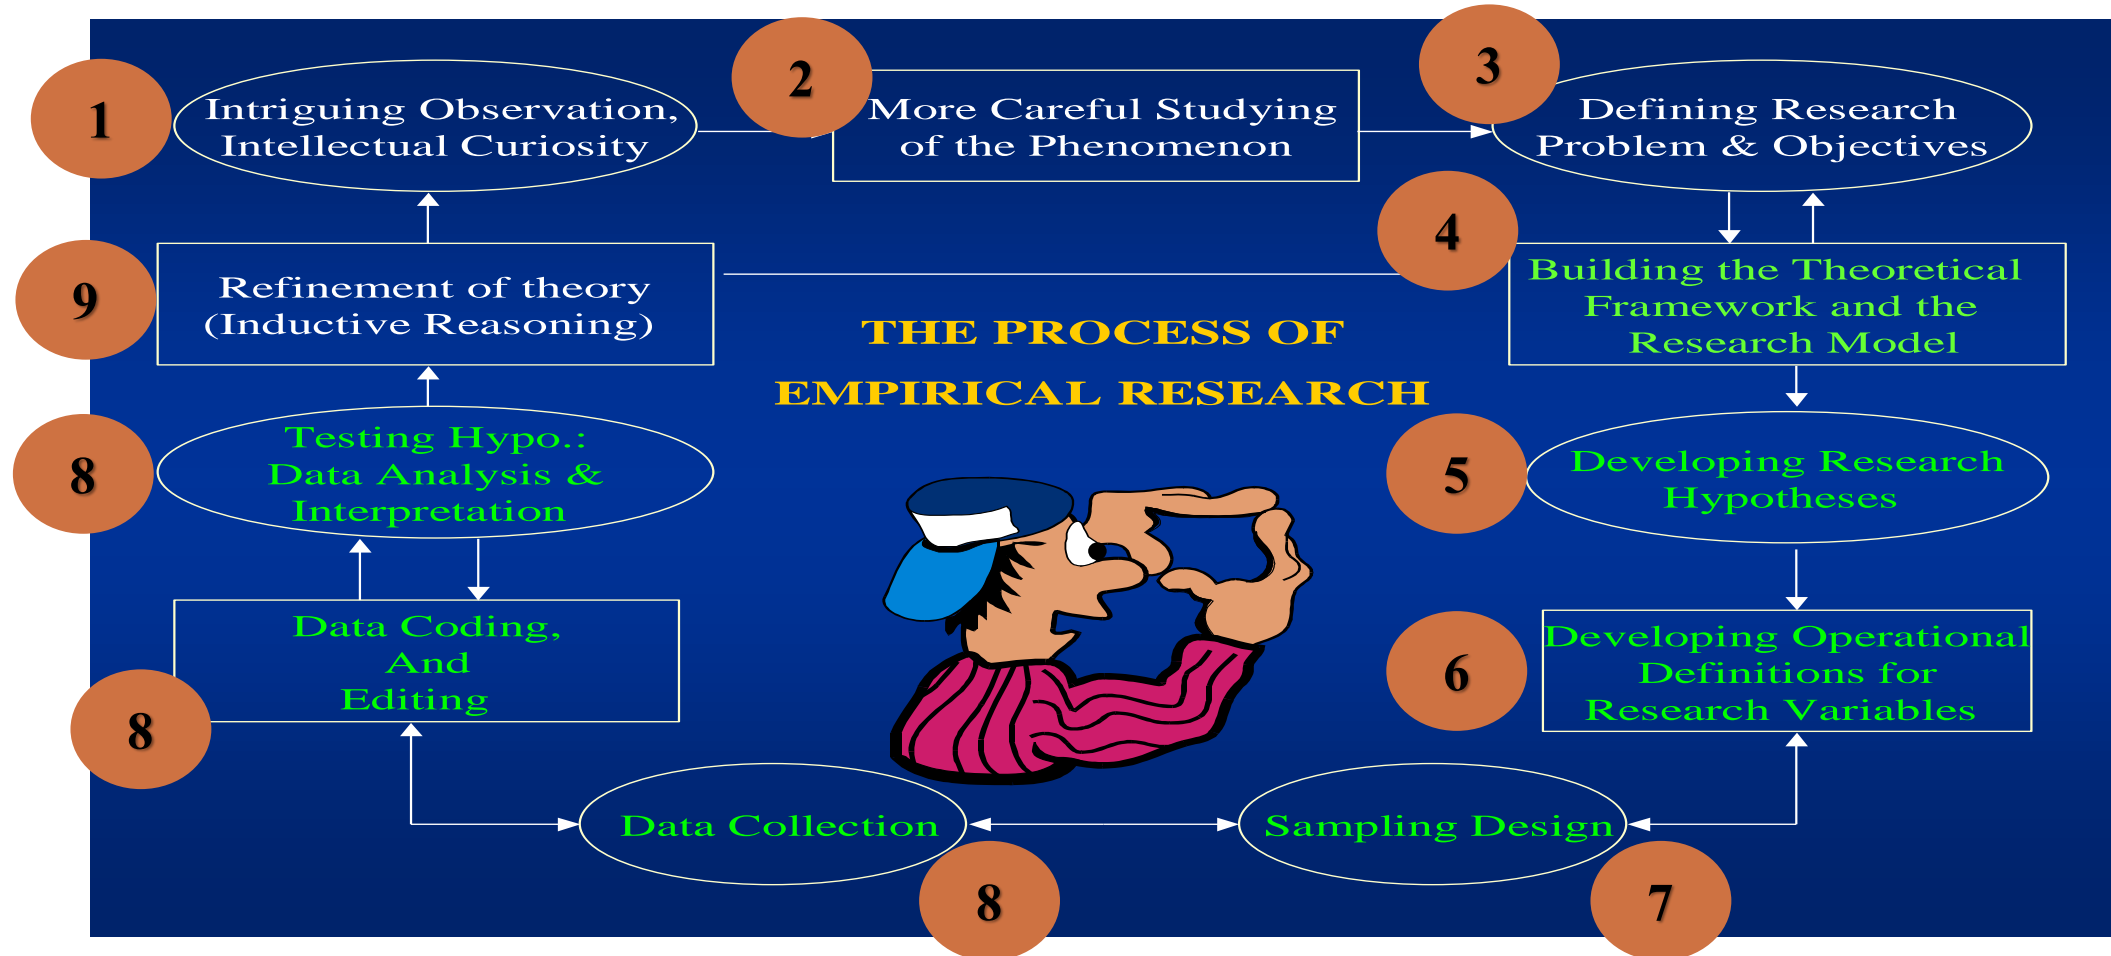 1
Intriguing Observation,
Intellectual Curiosity
2
More Careful Studying
of the Phenomenon
3
Defining Research
Problem & Objectives
4
Building the Theoretical
Framework and the
Research Model
9
Refinement of theory
(Inductive Reasoning)
THE PROCESS OF
EMPIRICAL RESEARCH
8
Testing Hypo.:
Data Analysis &
Interpretation
5
Developing Research
Hypotheses
8
Data Coding,
And
Editing
6
Developing Operational
Definitions for
Research Variables
Data Collection
8
Sampling Design
7